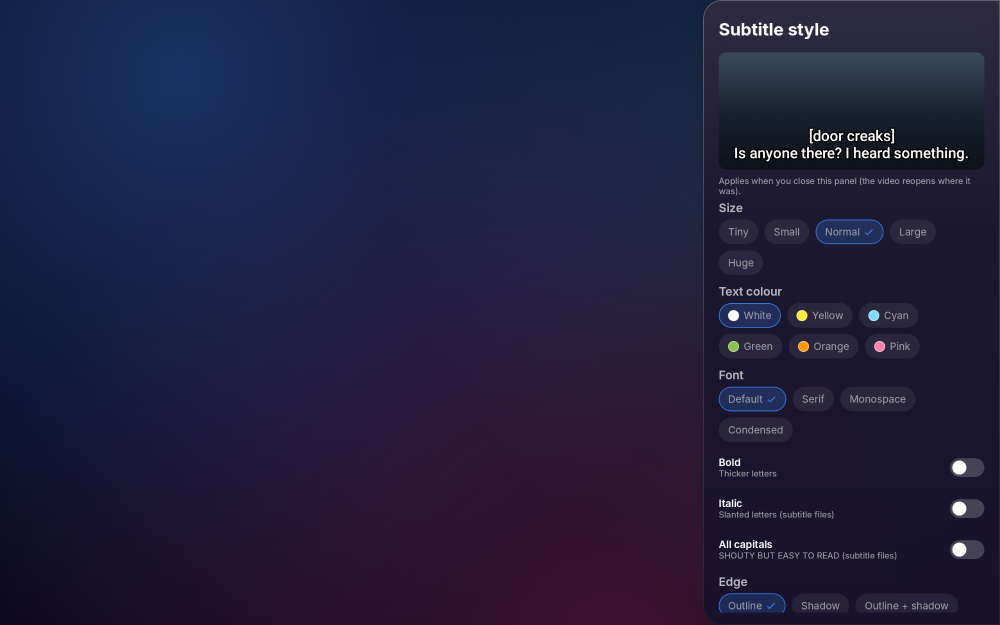 Subtitle style
[door creaks]
Is anyone there? I heard something.
Applies when you close this panel (the video reopens where it
was).
Size
Tiny Small Normal Large
Huge
Text colour
White Yellow Cyan
Green Orange Pink
Font
Default Serif Monospace
Condensed
Bold
Thicker letters
Italic
Slanted letters (subtitle files)
All capitals
SHOUTY BUT EASY TO READ (subtitle files)
Edge
Outline Shadow Outline + shadow